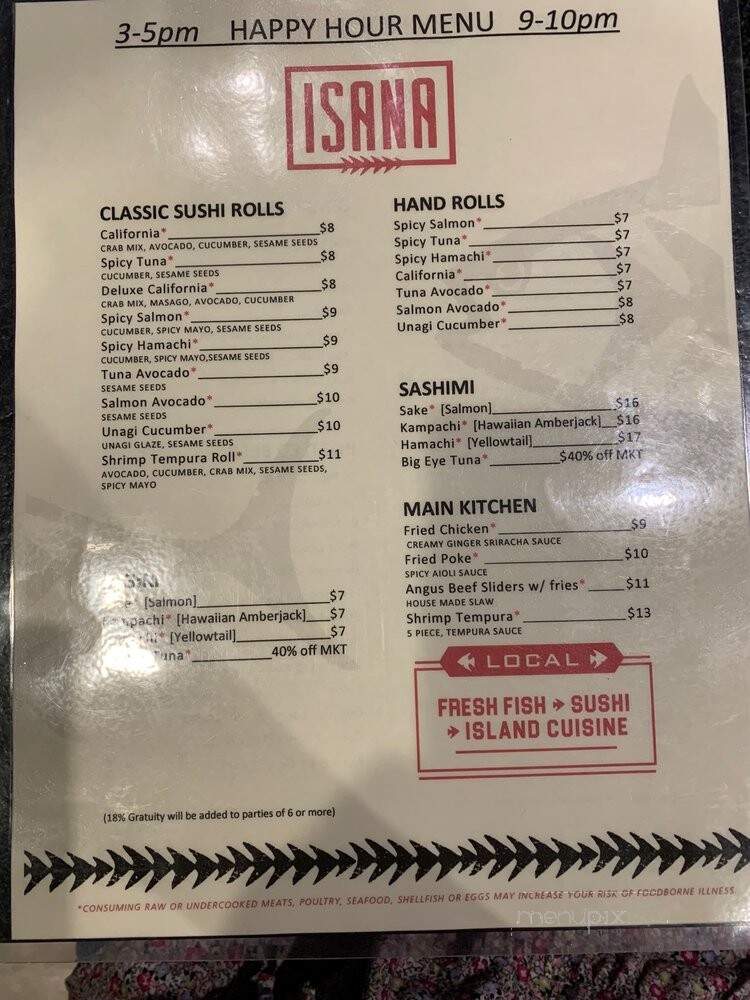 3-5pm HAPPY HOUR MENU 9-10pm
ISANA
CLASSIC SUSHI ROLLS
California* $8
CRAB MIX, AVOCADO, CUCUMBER, SESAME SEEDS
Spicy Tuna* $8
CUCUMBER, SESAME SEEDS
Deluxe California* $8
CRAB MIX, MASAGO, AVOCADO, CUCUMBER
Spicy Salmon* $9
CUCUMBER, SPICY MAYO, SESAME SEEDS
Spicy Hamachi* $9
CUCUMBER, SPICY MAYO,SESAME SEEDS
Tuna Avocado* $9
SESAME SEEDS
Salmon Avocado* $10
SESAME SEEDS
Unagi Cucumber* $10
UNAGI GLAZE, SESAME SEEDS
Shrimp Tempura Roll* $11
AVOCADO, CUCUMBER, CRAB MIX, SESAME SEEDS,
SPICY MAYO
[Salmon] $7
[Hawaiian Amberjack] $7
[Yellowtail] $7
40% off MKT
(18% Gratuity will be added to parties of 6 or more)
HAND ROLLS
Spicy Salmon* $7
Spicy Tuna* $7
Spicy Hamachi* $7
California* $7
Tuna Avocado* $7
Salmon Avocado* $8
Unagi Cucumber* $8
SASHIMI
Sake* [Salmon] $16
Kampachi* [Hawaiian Amberjack] $16
Hamachi* [Yellowtail] $17
Big Eye Tuna* $40% off MKT
MAIN KITCHEN
Fried Chicken* $9
CREAMY GINGER SRIRACHA SAUCE
Fried Poke* $10
SPICY AIOLI SAUCE
Angus Beef Sliders w/ fries* $11
HOUSE MADE SLAW
Shrimp Tempura* $13
5 PIECE, TEMPURA SAUCE
LOCAL
FRESH FISH SUSHI
ISLAND CUISINE
*CONSUMING RAW OR UNDERCOOKED MEATS, POULTRY, SEAFOOD, SHELLFISH OR EGGS MAY INCREASE YOUR RISK OF FOODBORNE ILLNESS.
menupix